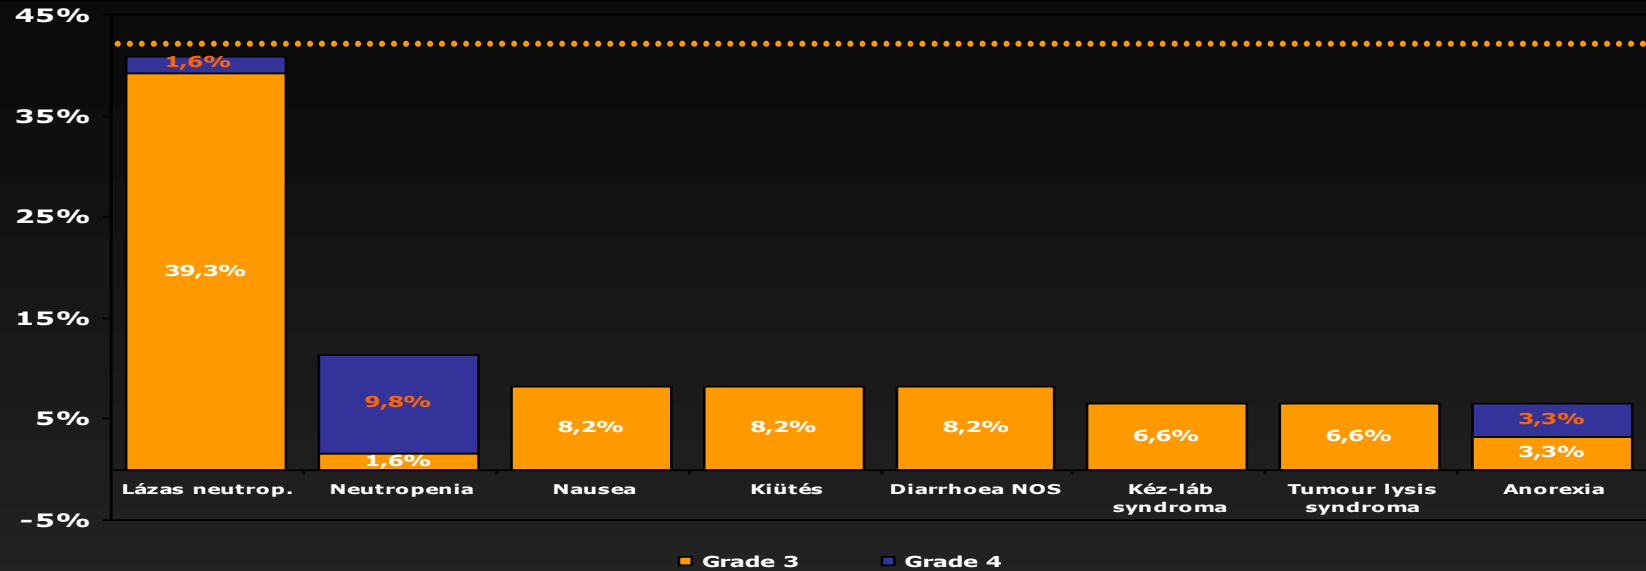 45%
35%
25%
15%
5%
-5%
1,6%
39,3%
9,8%
1,6%
8,2%
8,2%
8,2%
6,6%
6,6%
3,3%
3,3%
Lázas neutrop.
Neutropenia
Nausea
Kiütés
Diarrhoea NOS
Kéz-láb
syndroma
Tumour lysis
syndroma
Anorexia
Grade 3
Grade 4